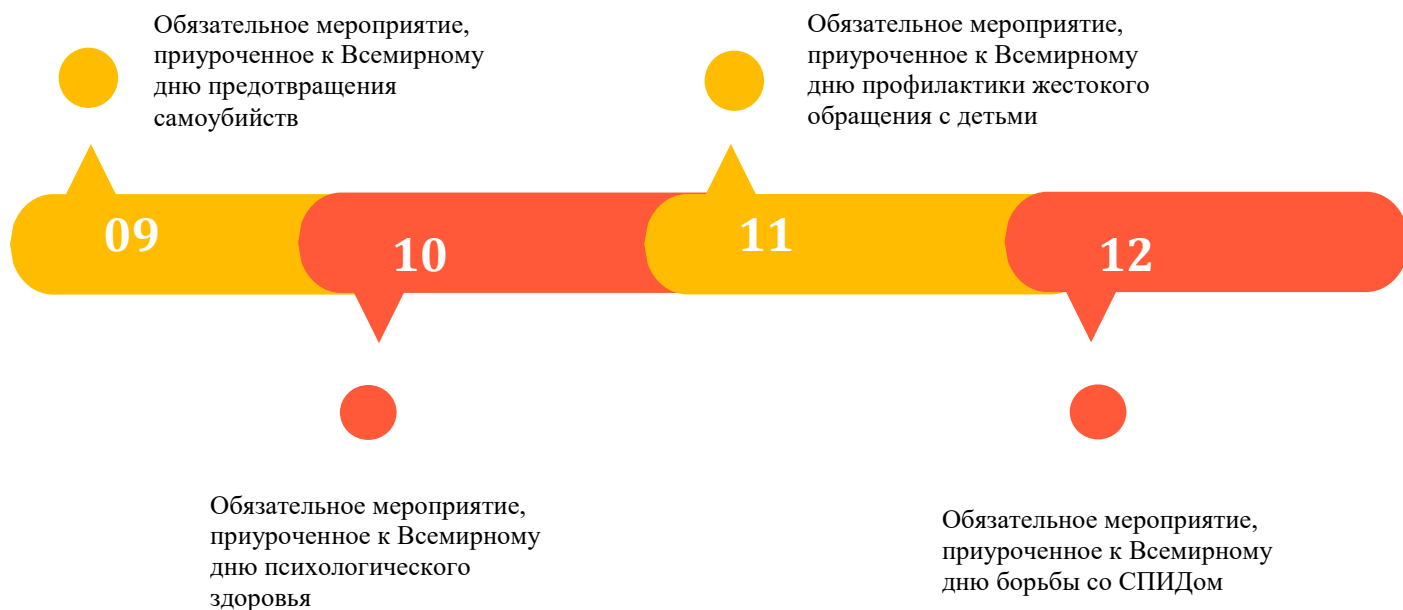 Обязательное мероприятие,
приуроченное к Всемирному
дню предотвращения
самоубийств
Обязательное мероприятие,
приуроченное к Всемирному
дню профилактики жестокого
обращения с детьми
09
10
11
12
Обязательное мероприятие,
приуроченное к Всемирному
дню психологического
здоровья
Обязательное мероприятие,
приуроченное к Всемирному
дню борьбы со СПИДом